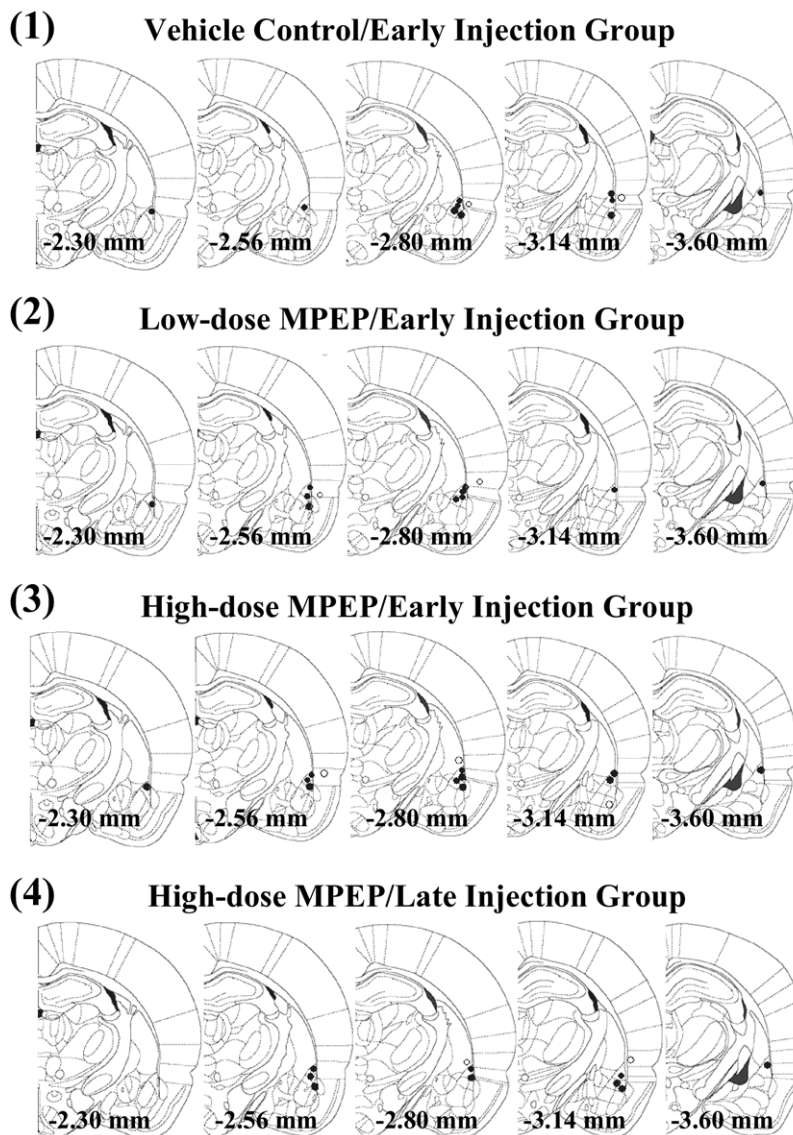 (1) Vehicle Control/Early Injection Group
-2.30 mm -2.56 mm -2.80 mm -3.14 mm -3.60 mm
(2) Low-dose MPEP/Early Injection Group
-2.30 mm -2.56 mm -2.80 mm -3.14 mm -3.60 mm
(3) High-dose MPEP/Early Injection Group
-2.30 mm -2.56 mm -2.80 mm -3.14 mm -3.60 mm
(4) High-dose MPEP/Late Injection Group
-2.30 mm -2.56 mm -2.80 mm -3.14 mm -3.60 mm